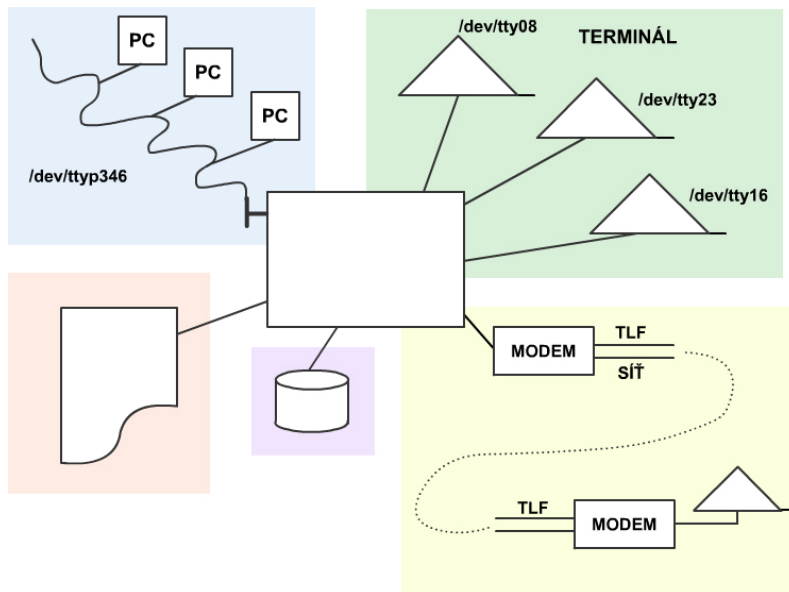 PC
PC
PC
/dev/ttyp346
/dev/tty08
TERMINÁL
/dev/tty23
/dev/tty16
MODEM
TLF
SÍŤ
TLF
MODEM